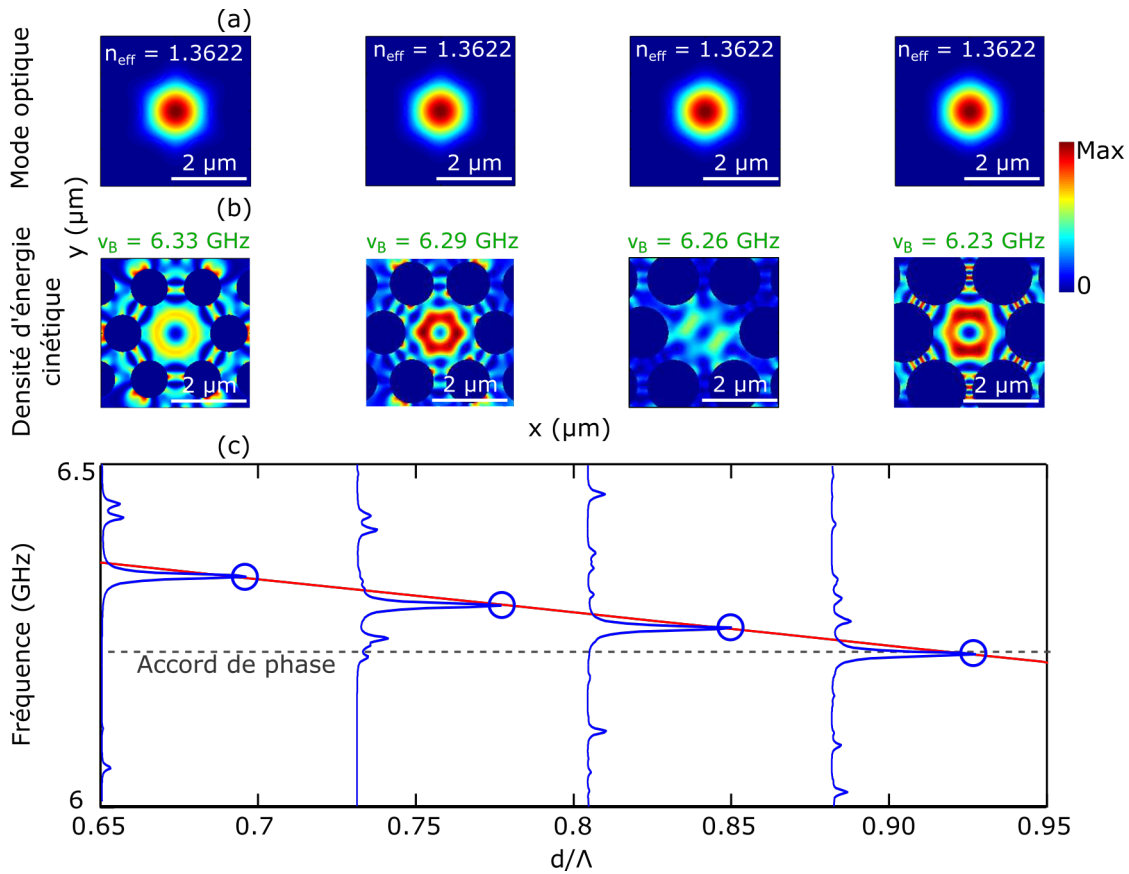 (a)
Mode optique
n_eff = 1.3622
n_eff = 1.3622
n_eff = 1.3622
n_eff = 1.3622
2 µm
2 µm
2 µm
2 µm
Max
0
(b)
y (µm)
Densité d'énergie
cinétique
ν_B = 6.33 GHz
ν_B = 6.29 GHz
ν_B = 6.26 GHz
ν_B = 6.23 GHz
2 µm
2 µm
2 µm
2 µm
x (µm)
(c)
Fréquence (GHz)
6.5
6
Accord de phase
0.65
0.7
0.75
0.8
0.85
0.90
0.95
d/Λ